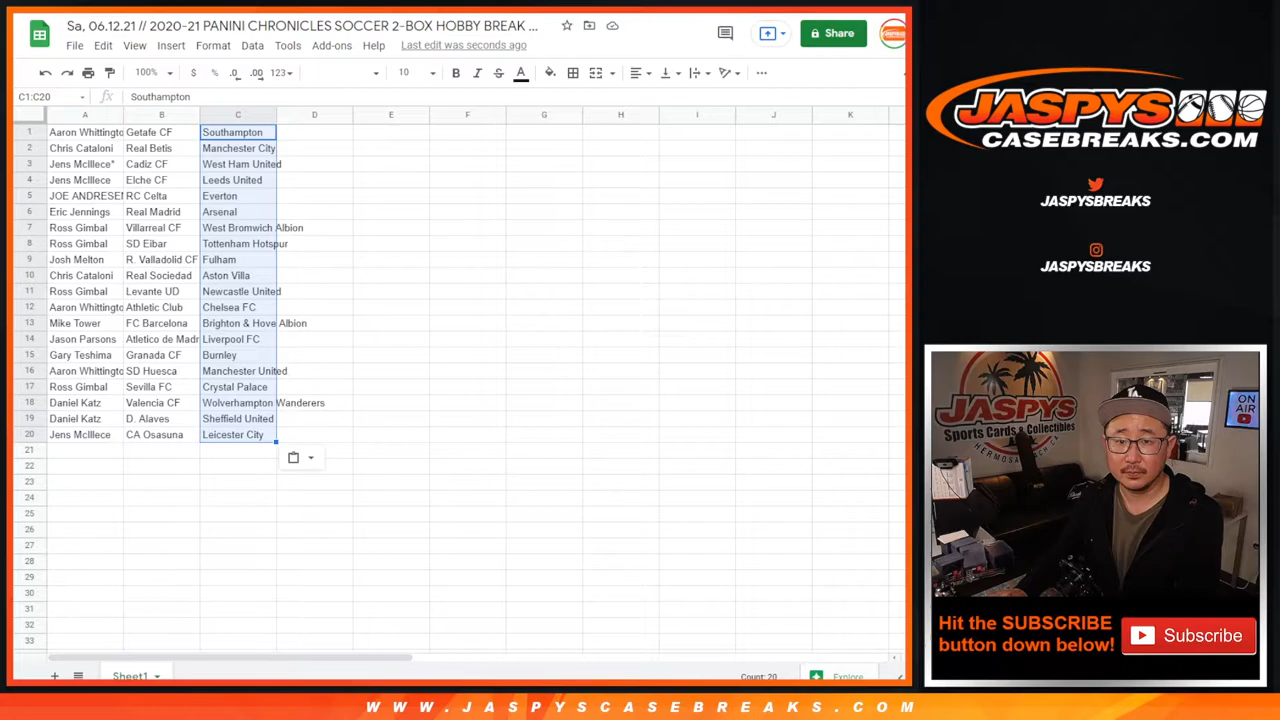 Sa, 06.12.21 // 2020-21 PANINI CHRONICLES SOCCER 2-BOX HOBBY BREAK ...
File Edit View Insert Format Data Tools Add-ons Help Last edit was seconds ago
Share
100% $ % .0 .00 123 10 B I S A
C1:C20 fx Southampton
A B C D E F G H I J K
1 Aaron Whittingto Getafe CF Southampton
2 Chris Cataloni Real Betis Manchester City
3 Jens McIllece* Cadiz CF West Ham United
4 Jens McIllece Elche CF Leeds United
5 JOE ANDRESEN RC Celta Everton
6 Eric Jennings Real Madrid Arsenal
7 Ross Gimbal Villarreal CF West Bromwich Albion
8 Ross Gimbal SD Eibar Tottenham Hotspur
9 Josh Melton R. Valladolid CF Fulham
10 Chris Cataloni Real Sociedad Aston Villa
11 Ross Gimbal Levante UD Newcastle United
12 Aaron Whittingto Athletic Club Chelsea FC
13 Mike Tower FC Barcelona Brighton & Hove Albion
14 Jason Parsons Atletico de Madr Liverpool FC
15 Gary Teshima Granada CF Burnley
16 Aaron Whittingto SD Huesca Manchester United
17 Ross Gimbal Sevilla FC Crystal Palace
18 Daniel Katz Valencia CF Wolverhampton Wanderers
19 Daniel Katz D. Alaves Sheffield United
20 Jens McIllece CA Osasuna Leicester City
21
22
23
24
25
26
27
28
29
30
31
32
33
Sheet1
Count: 20
Explore
JASPYS
CASEBREAKS.COM
JASPYSBREAKS
JASPYSBREAKS
JASPYS
Sports Cards & Collectibles
HERMOSA BEACH, CA
ON
AIR
Hit the SUBSCRIBE
button down below!
Subscribe
WWW.JASPYSCASEBREAKS.COM